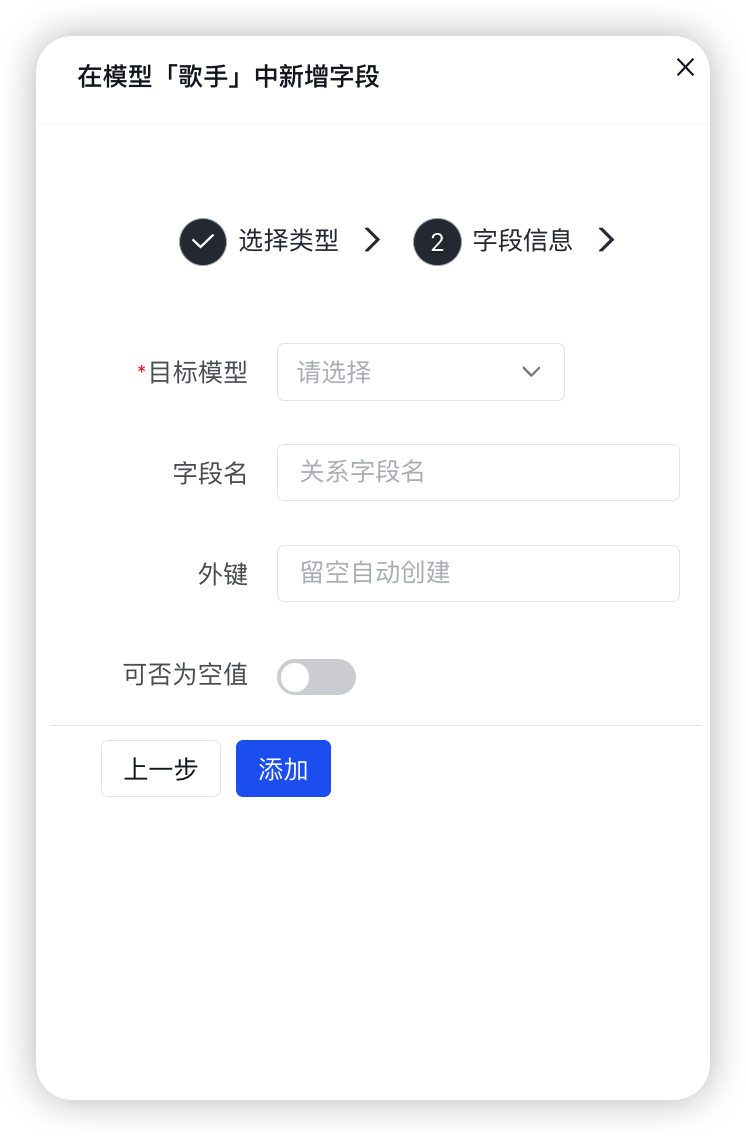 在模型「歌手」中新增字段
选择类型 2 字段信息
*目标模型 请选择
字段名 关系字段名
外键 留空自动创建
可否为空值
上一步 添加